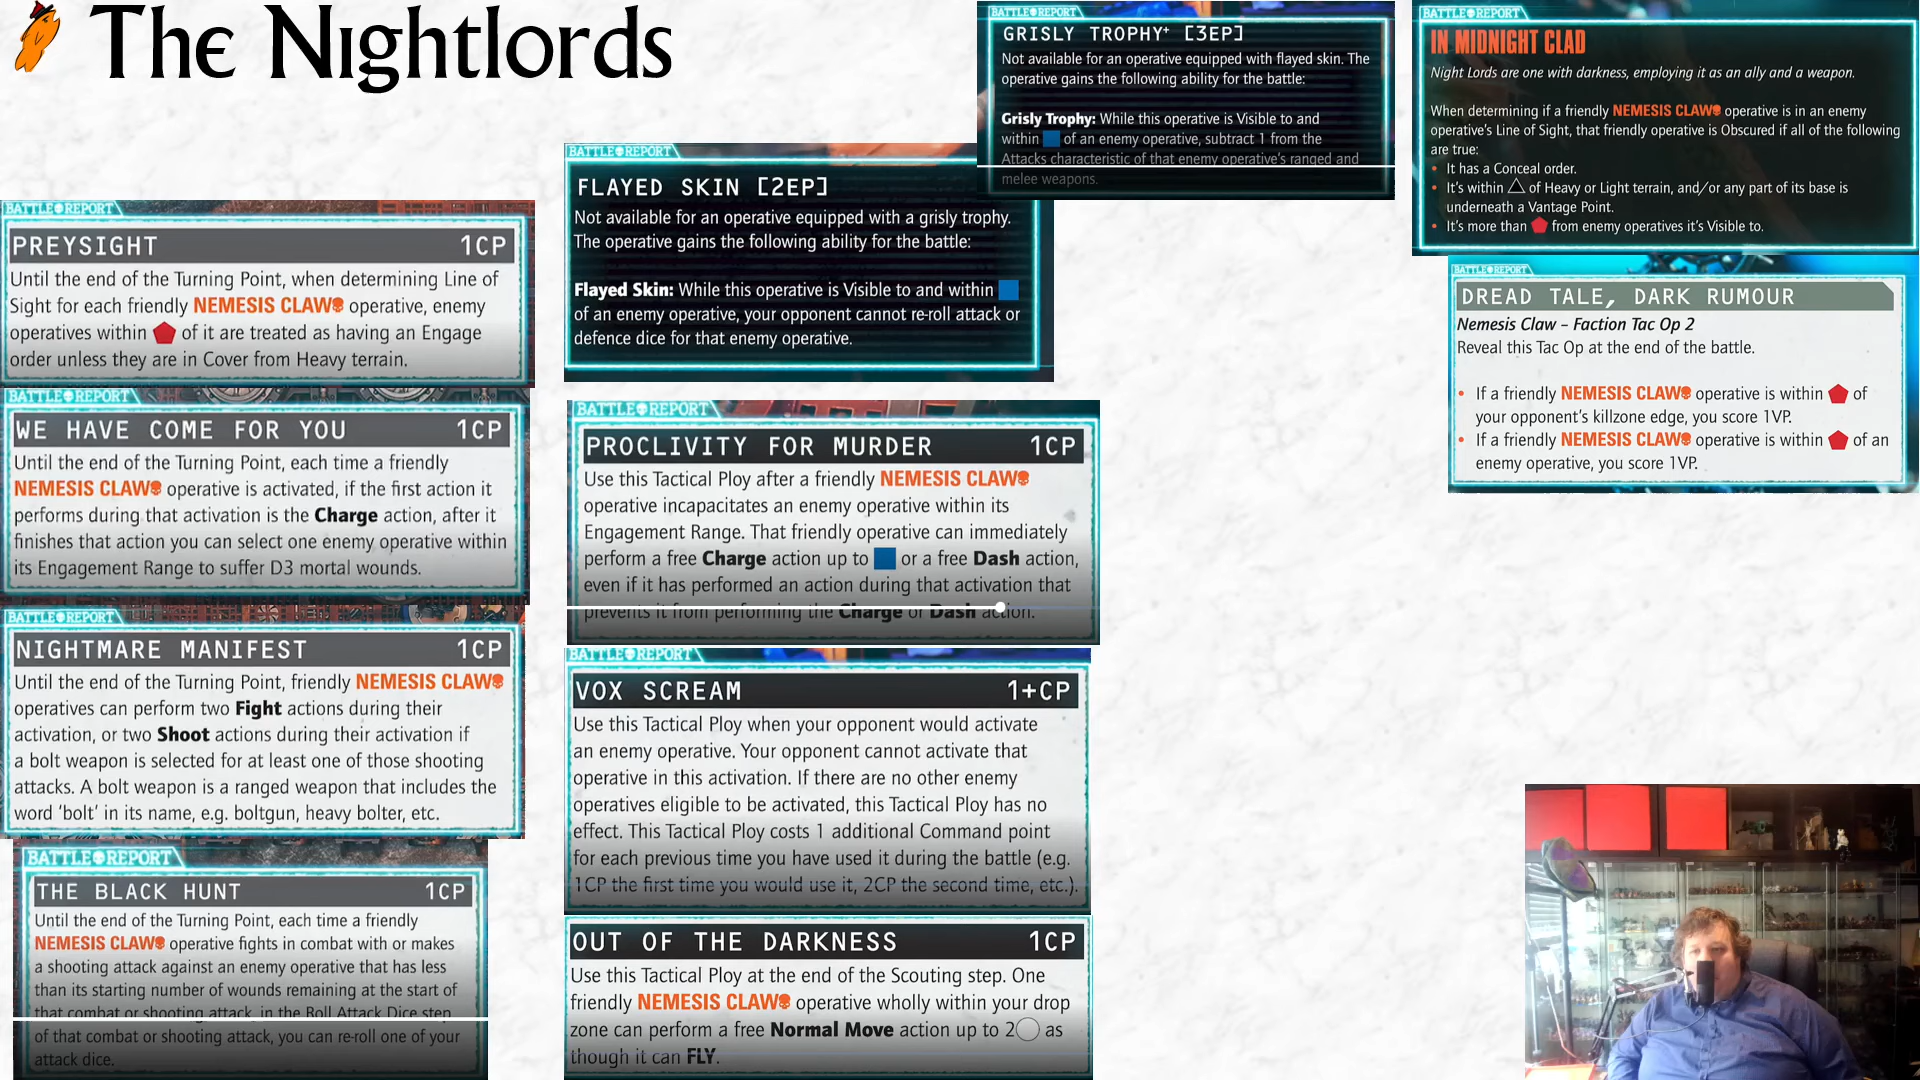 The Nightlords
BATTLE REPORT
PREYSIGHT 1CP
Until the end of the Turning Point, when determining Line of
Sight for each friendly NEMESIS CLAW operative, enemy
operatives within of it are treated as having an Engage
order unless they are in Cover from Heavy terrain.
BATTLE REPORT
WE HAVE COME FOR YOU 1CP
Until the end of the Turning Point, each time a friendly
NEMESIS CLAW operative is activated, if the first action it
performs during that activation is the Charge action, after it
finishes that action you can select one enemy operative within
its Engagement Range to suffer D3 mortal wounds.
BATTLE REPORT
NIGHTMARE MANIFEST 1CP
Until the end of the Turning Point, friendly NEMESIS CLAW
operatives can perform two Fight actions during their
activation, or two Shoot actions during their activation if
a bolt weapon is selected for at least one of those shooting
attacks. A bolt weapon is a ranged weapon that includes the
word ‘bolt’ in its name, e.g. boltgun, heavy bolter, etc.
BATTLE REPORT
THE BLACK HUNT 1CP
Until the end of the Turning Point, each time a friendly
NEMESIS CLAW operative fights in combat with or makes
a shooting attack against an enemy operative that has less
than its starting number of wounds remaining at the start of
that combat or shooting attack, in the Roll Attack Dice step
of that combat or shooting attack, you can re-roll one of your
attack dice.
BATTLE REPORT
FLAYED SKIN [2EP]
Not available for an operative equipped with a grisly trophy.
The operative gains the following ability for the battle:
Flayed Skin: While this operative is Visible to and within
of an enemy operative, your opponent cannot re-roll attack or
defence dice for that enemy operative.
BATTLE REPORT
PROCLIVITY FOR MURDER 1CP
Use this Tactical Ploy after a friendly NEMESIS CLAW
operative incapacitates an enemy operative within its
Engagement Range. That friendly operative can immediately
perform a free Charge action up to or a free Dash action,
even if it has performed an action during that activation that
prevents it from performing the Charge or Dash action.
BATTLE REPORT
VOX SCREAM 1+CP
Use this Tactical Ploy when your opponent would activate
an enemy operative. Your opponent cannot activate that
operative in this activation. If there are no other enemy
operatives eligible to be activated, this Tactical Ploy has no
effect. This Tactical Ploy costs 1 additional Command point
for each previous time you have used it during the battle (e.g.
1CP the first time you would use it, 2CP the second time, etc.).
OUT OF THE DARKNESS 1CP
Use this Tactical Ploy at the end of the Scouting step. One
friendly NEMESIS CLAW operative wholly within your drop
zone can perform a free Normal Move action up to 2 as
though it can FLY.
BATTLE REPORT
GRISLY TROPHY+ [3EP]
Not available for an operative equipped with flayed skin. The
operative gains the following ability for the battle:
Grisly Trophy: While this operative is Visible to and
within of an enemy operative, subtract 1 from the
Attacks characteristic of that enemy operative's ranged and
melee weapons.
BATTLE REPORT
IN MIDNIGHT CLAD
Night Lords are one with darkness, employing it as an ally and a weapon.
When determining if a friendly NEMESIS CLAW operative is in an enemy
operative's Line of Sight, that friendly operative is Obscured if all of the following
are true:
• It has a Conceal order.
• It's within of Heavy or Light terrain, and/or any part of its base is
underneath a Vantage Point.
• It's more than from enemy operatives it's Visible to.
BATTLE REPORT
DREAD TALE, DARK RUMOUR
Nemesis Claw – Faction Tac Op 2
Reveal this Tac Op at the end of the battle.
• If a friendly NEMESIS CLAW operative is within of
your opponent's killzone edge, you score 1VP.
• If a friendly NEMESIS CLAW operative is within of an
enemy operative, you score 1VP.